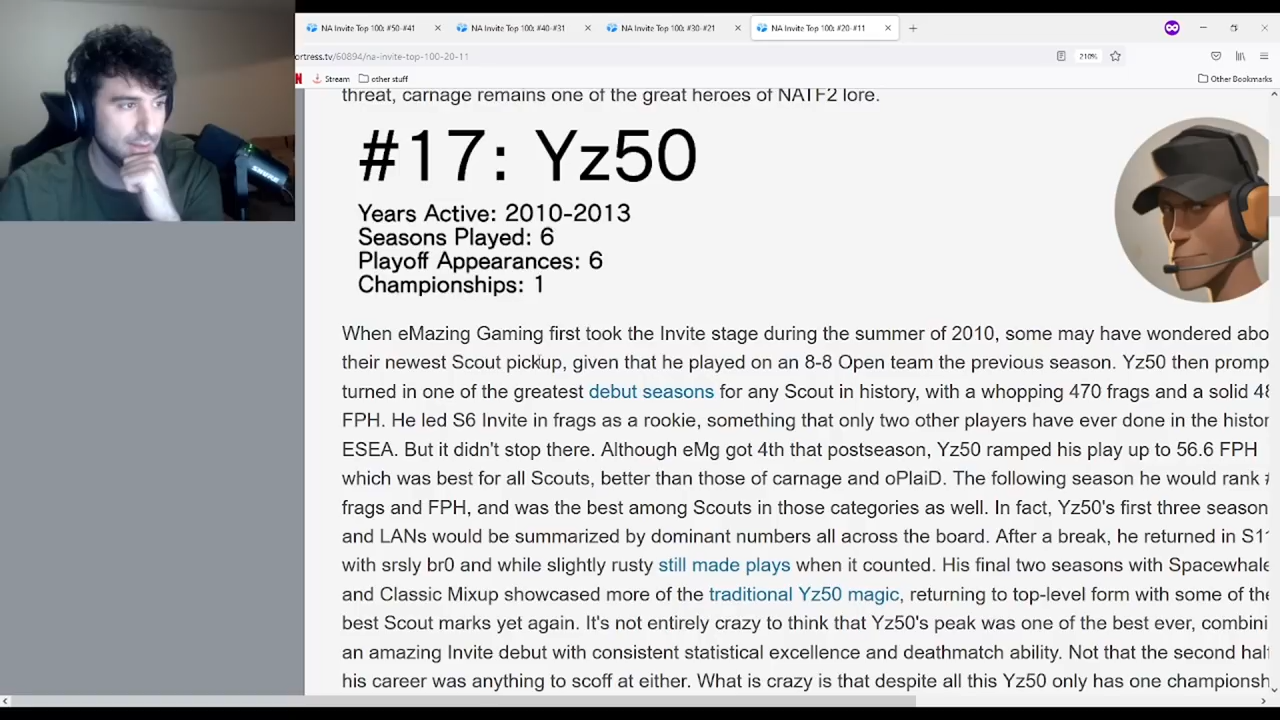 NA Invite Top 100: #50-#41
NA Invite Top 100: #40-#31
NA Invite Top 100: #30-#21
NA Invite Top 100: #20-#11
ortress.tv/60894/na-invite-top-100-20-11
210%
Stream
other stuff
Other Bookmarks
threat, carnage remains one of the great heroes of NATF2 lore.
#17: Yz50
Years Active: 2010-2013
Seasons Played: 6
Playoff Appearances: 6
Championships: 1
When eMazing Gaming first took the Invite stage during the summer of 2010, some may have wondered abo
their newest Scout pickup, given that he played on an 8-8 Open team the previous season. Yz50 then promp
turned in one of the greatest debut seasons for any Scout in history, with a whopping 470 frags and a solid 48
FPH. He led S6 Invite in frags as a rookie, something that only two other players have ever done in the histor
ESEA. But it didn't stop there. Although eMg got 4th that postseason, Yz50 ramped his play up to 56.6 FPH
which was best for all Scouts, better than those of carnage and oPlaiD. The following season he would rank #
frags and FPH, and was the best among Scouts in those categories as well. In fact, Yz50's first three season
and LANs would be summarized by dominant numbers all across the board. After a break, he returned in S11
with srsly br0 and while slightly rusty still made plays when it counted. His final two seasons with Spacewhale
and Classic Mixup showcased more of the traditional Yz50 magic, returning to top-level form with some of the
best Scout marks yet again. It's not entirely crazy to think that Yz50's peak was one of the best ever, combini
an amazing Invite debut with consistent statistical excellence and deathmatch ability. Not that the second half
his career was anything to scoff at either. What is crazy is that despite all this Yz50 only has one championsh
SHURE